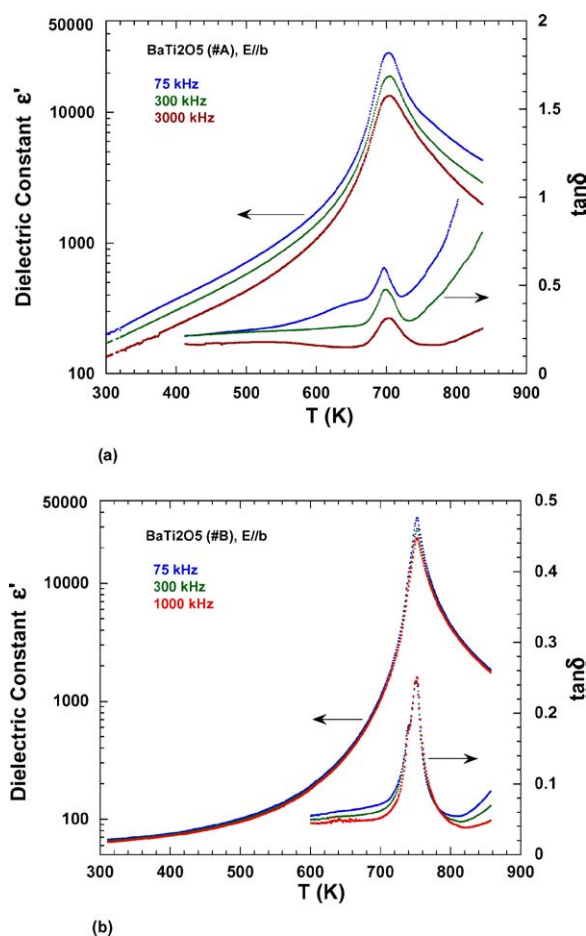 50000
10000
1000
100
Dielectric Constant ε'
BaTi2O5 (#A), E//b
75 kHz
300 kHz
3000 kHz
2
1.5
1
0.5
0
tanδ
300 400 500 600 700 800 900
T (K)
(a)
50000
10000
1000
100
Dielectric Constant ε'
BaTi2O5 (#B), E//b
75 kHz
300 kHz
1000 kHz
0.5
0.4
0.3
0.2
0.1
0
tanδ
300 400 500 600 700 800 900
T (K)
(b)